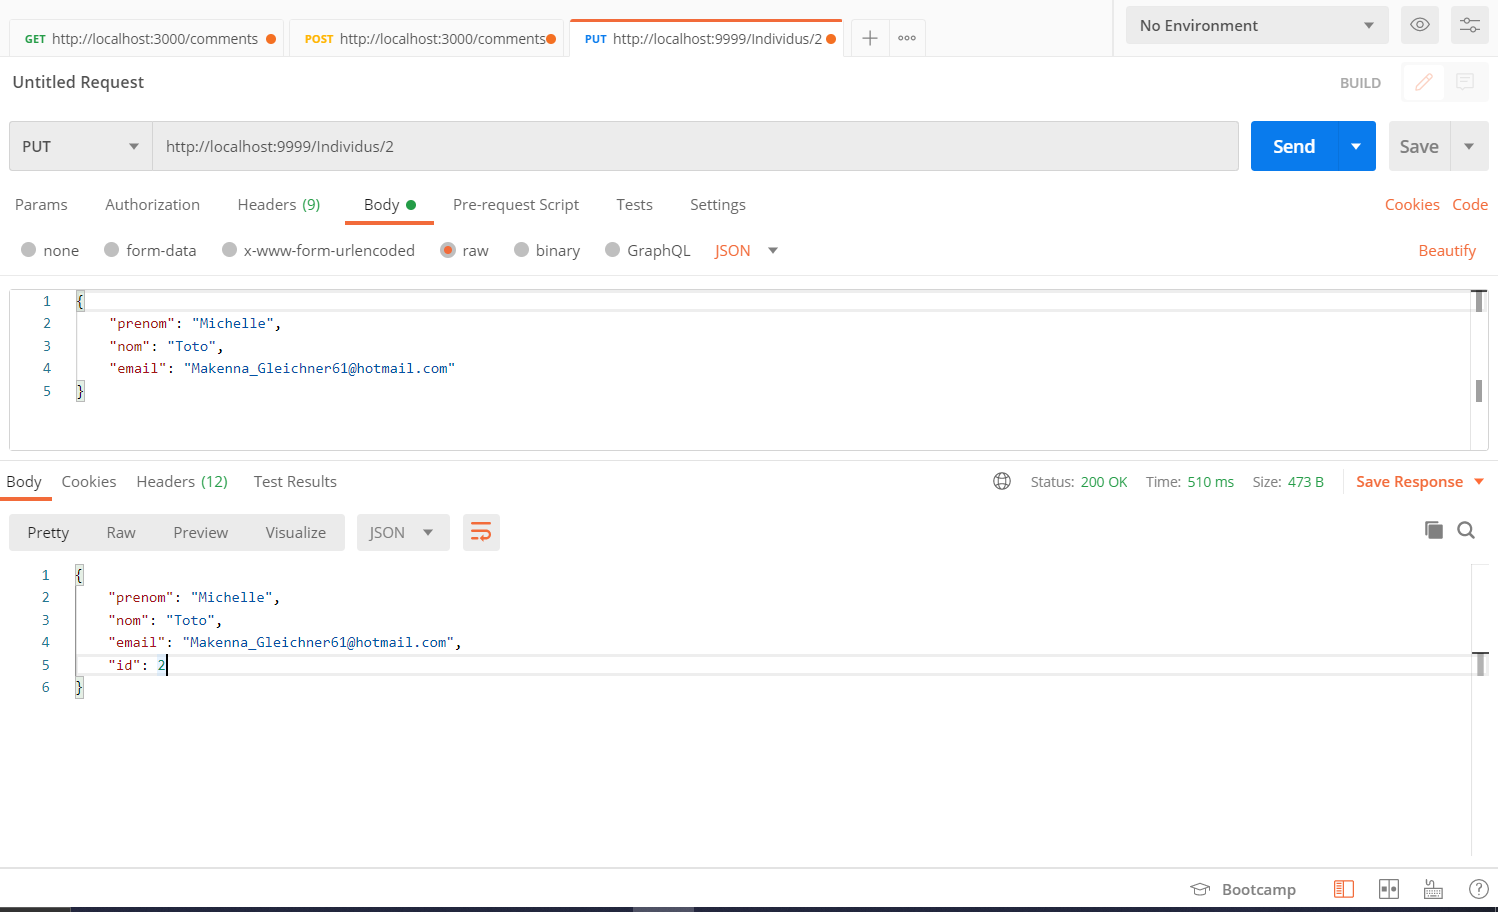 GET http://localhost:3000/comments POST http://localhost:3000/comments PUT http://localhost:9999/Individus/2 No Environment
Untitled Request BUILD
PUT http://localhost:9999/Individus/2 Send Save
Params Authorization Headers (9) Body Pre-request Script Tests Settings Cookies Code
none form-data x-www-form-urlencoded raw binary GraphQL JSON Beautify
1 {
2 "prenom": "Michelle",
3 "nom": "Toto",
4 "email": "Makenna_Gleichner61@hotmail.com"
5 }
Body Cookies Headers (12) Test Results Status: 200 OK Time: 510 ms Size: 473 B Save Response
Pretty Raw Preview Visualize JSON
1 {
2 "prenom": "Michelle",
3 "nom": "Toto",
4 "email": "Makenna_Gleichner61@hotmail.com",
5 "id": 2
6 }
Bootcamp ?